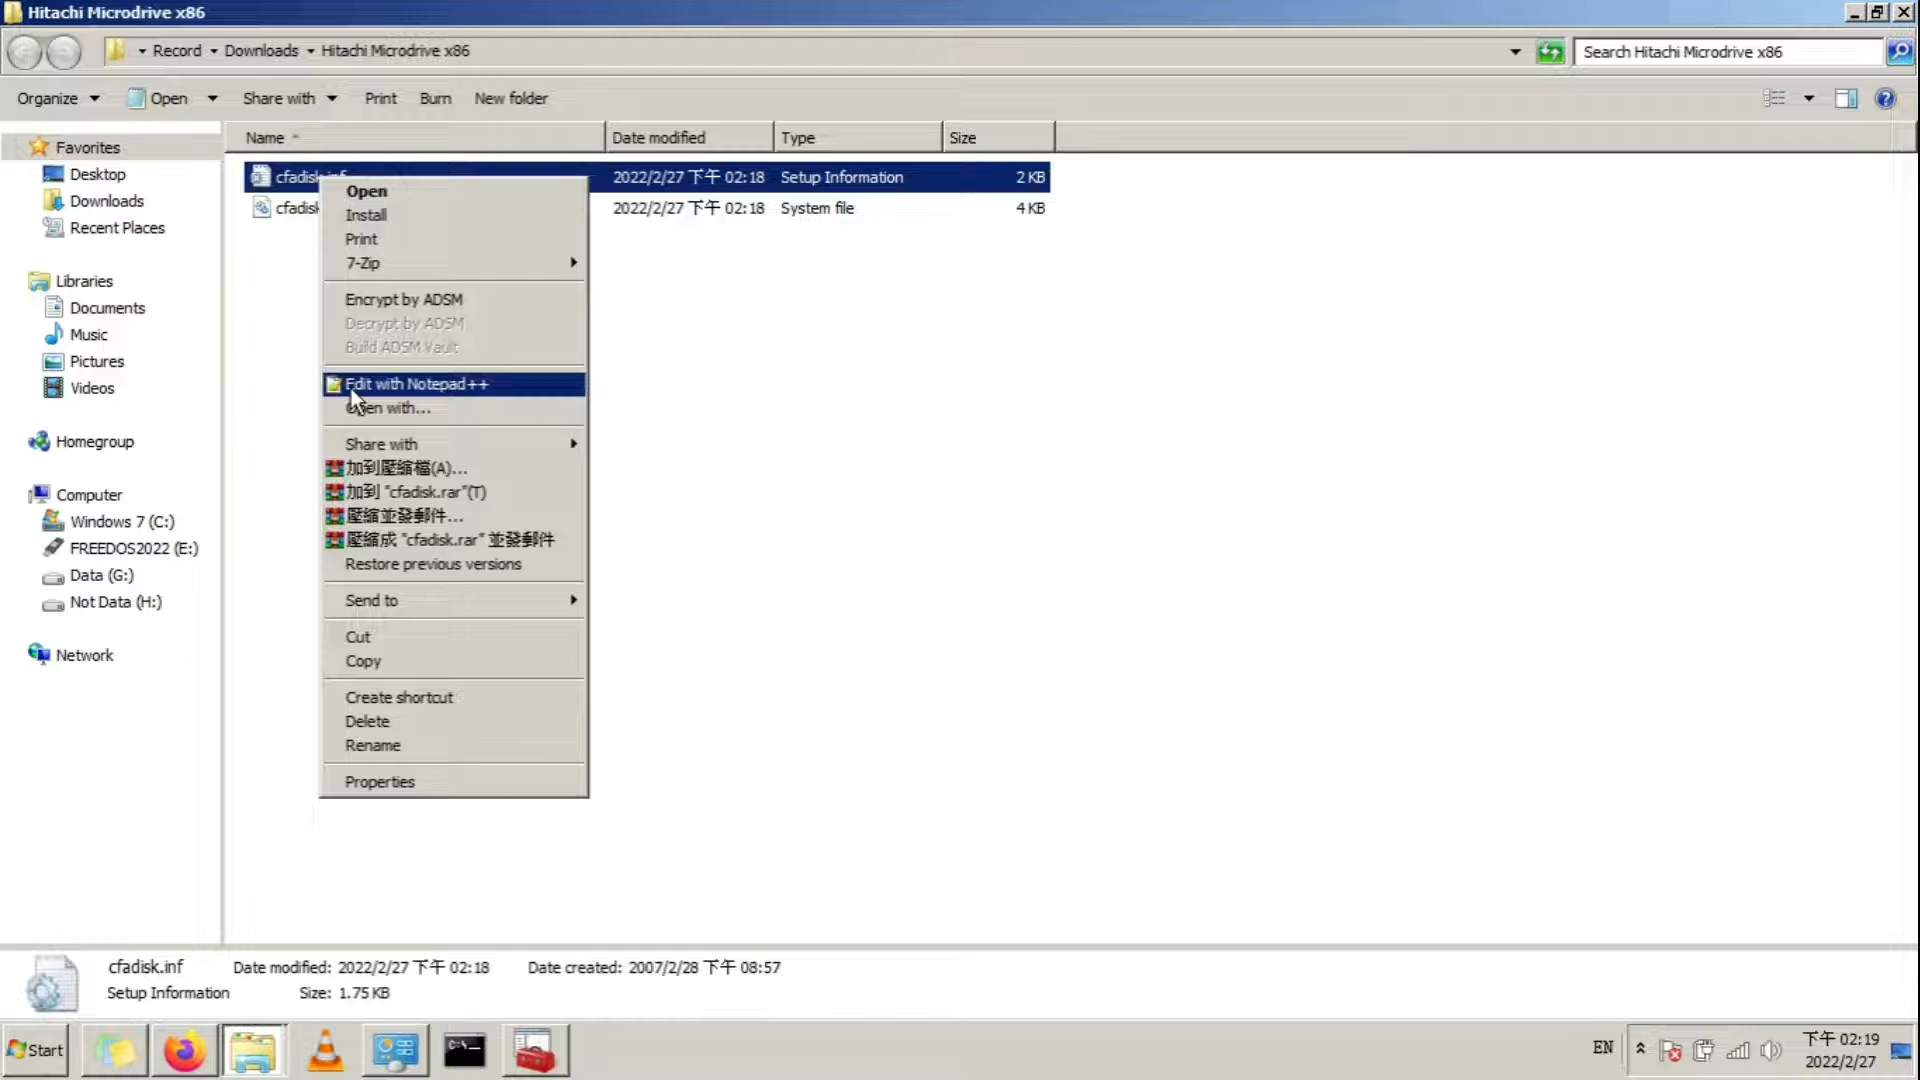 Hitachi Microdrive x86
Record
Downloads
Hitachi Microdrive x86
Search Hitachi Microdrive x86
Organize
Open
Share with
Print
Burn
New folder
Name
Date modified
Type
Size
Favorites
Desktop
Downloads
Recent Places
Libraries
Documents
Music
Pictures
Videos
Homegroup
Computer
Windows 7 (C:)
FREEDOS2022 (E:)
Data (G:)
Not Data (H:)
Network
cfadisk.inf 2022/2/27 下午 02:18 Setup Information 2 KB
cfadisk 2022/2/27 下午 02:18 System file 4 KB
Open
Install
Print
7-Zip
Encrypt by ADSM
Decrypt by ADSM
Build ADSM Vault
Edit with Notepad++
Open with...
Share with
加到壓縮檔(A)...
加到 "cfadisk.rar"(T)
壓縮並發郵件...
壓縮成 "cfadisk.rar" 並發郵件
Restore previous versions
Send to
Cut
Copy
Create shortcut
Delete
Rename
Properties
cfadisk.inf Date modified: 2022/2/27 下午 02:18 Date created: 2007/2/28 下午 08:57
Setup Information Size: 1.75 KB
Start
C:\
EN
下午 02:19
2022/2/27